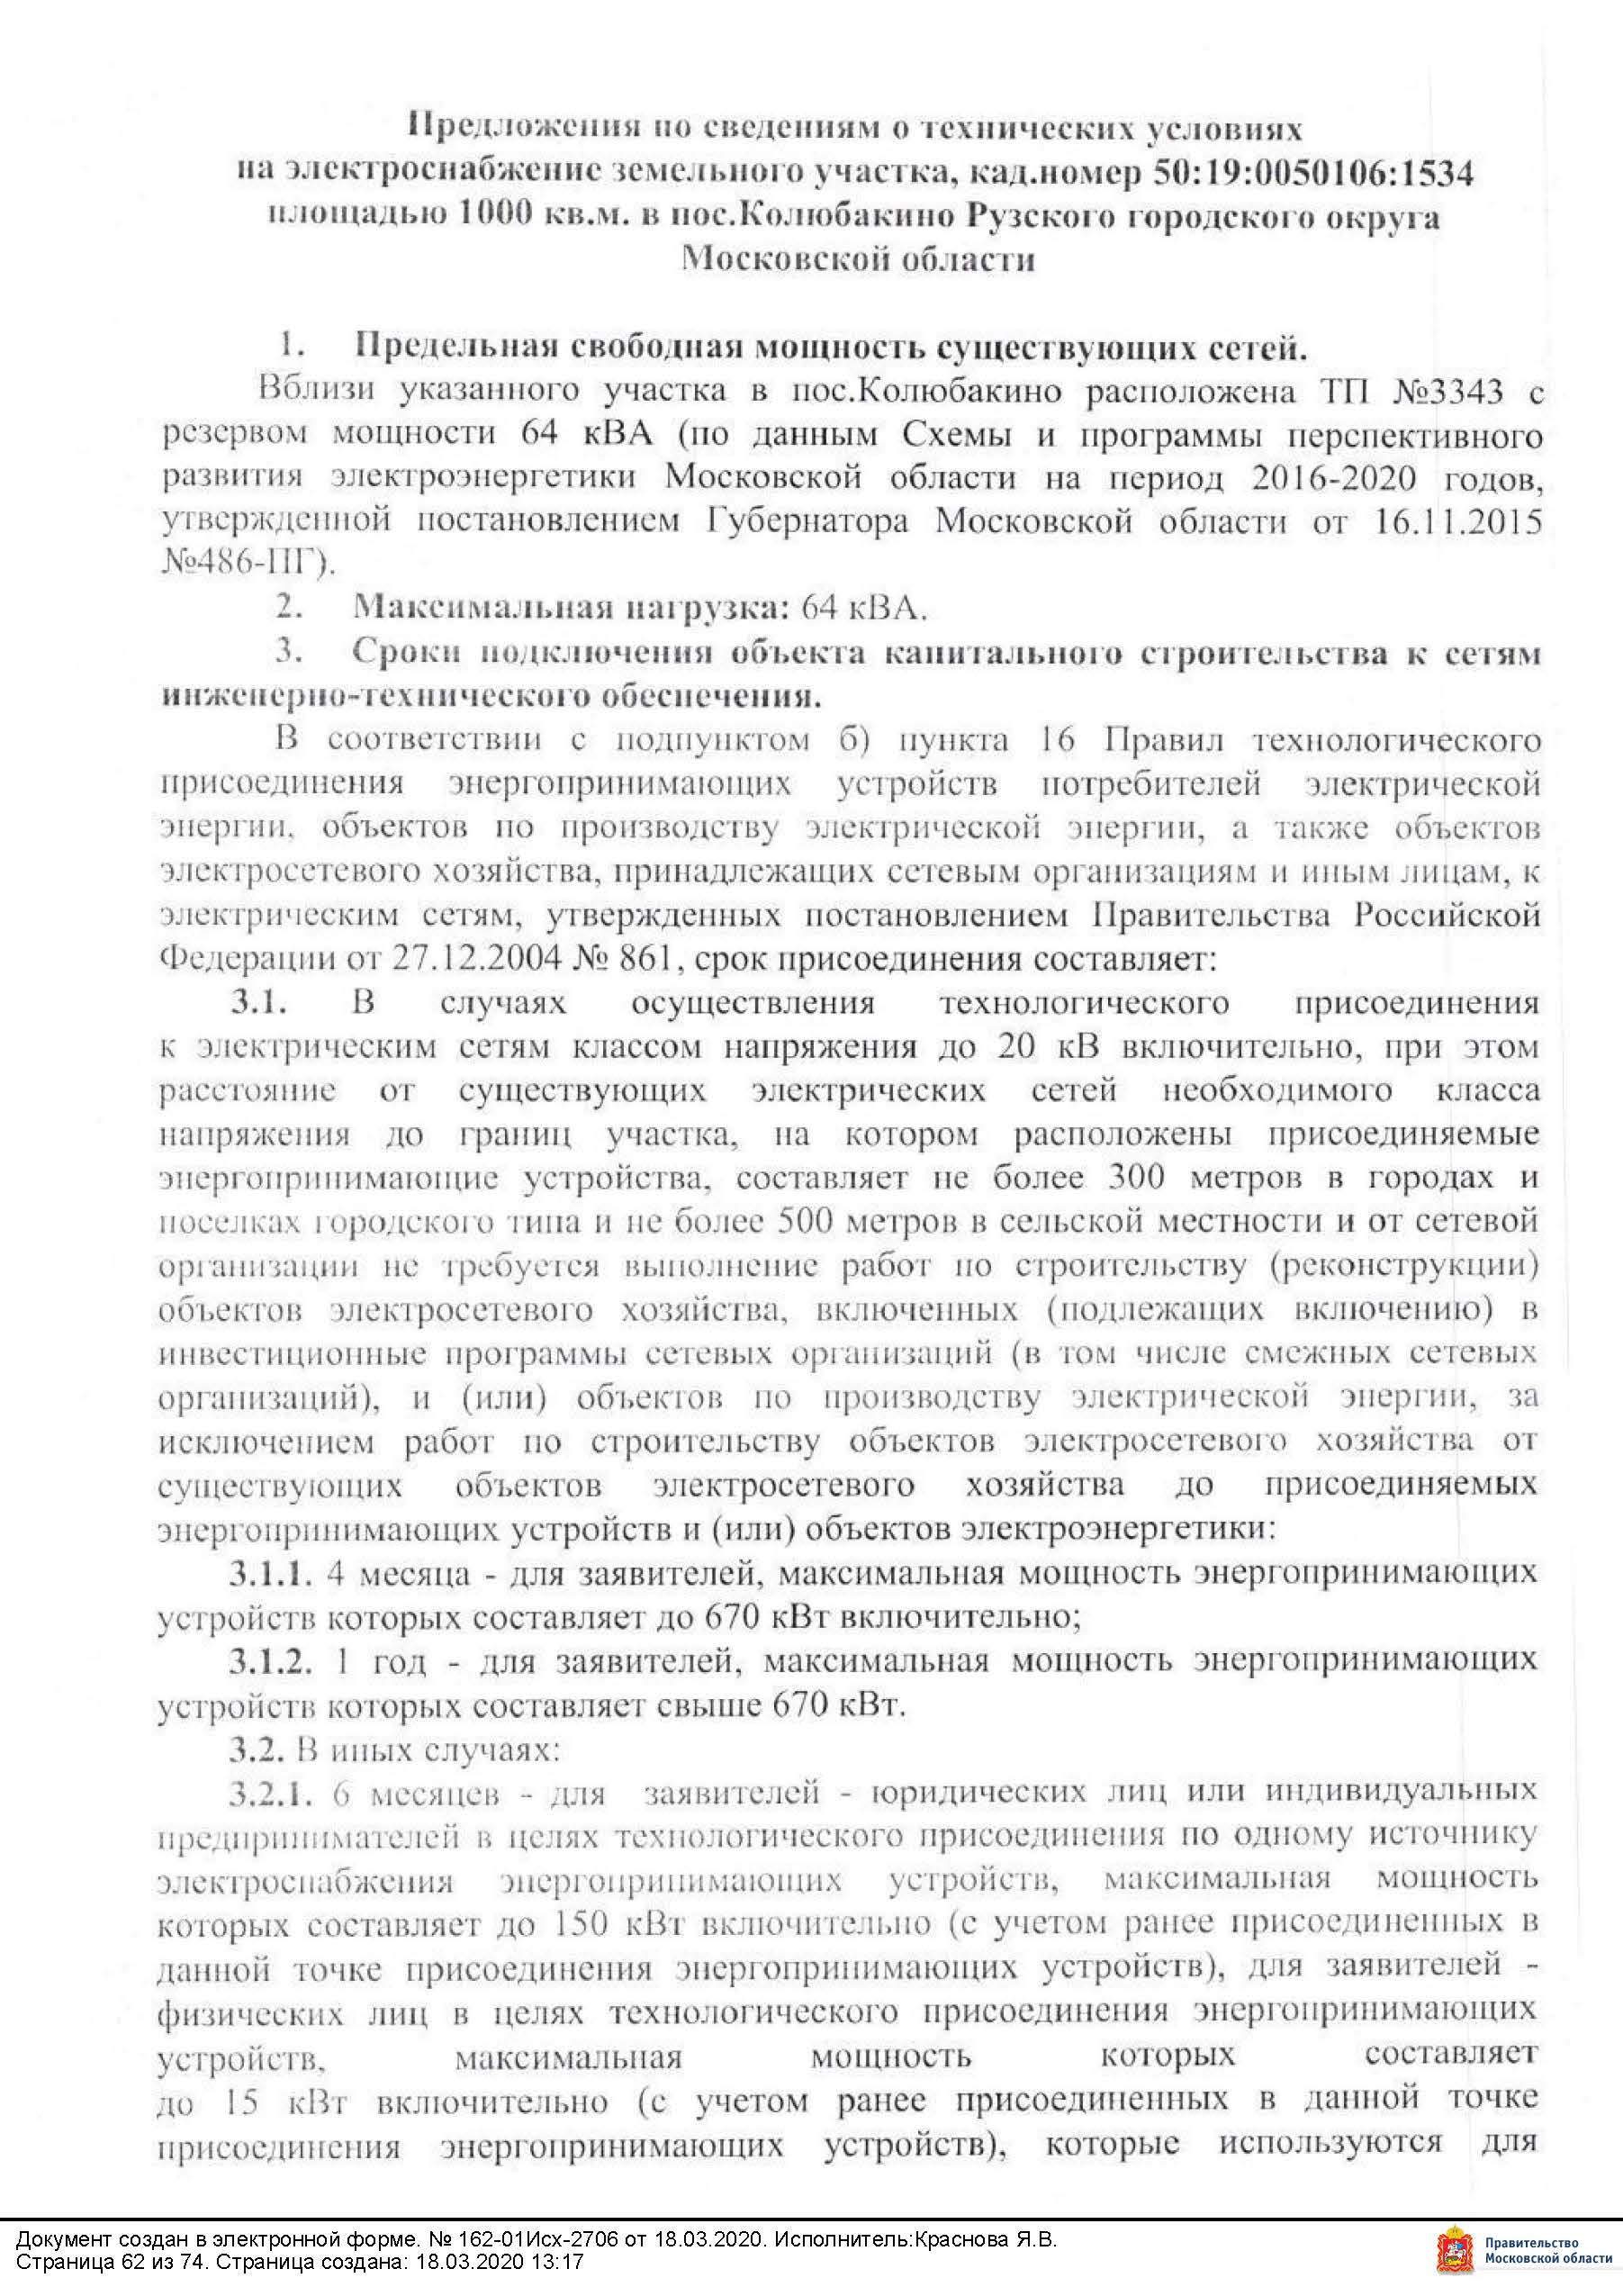 Предложения по сведениям о технических условиях
на электроснабжение земельного участка, кад.номер 50:19:0050106:1534
площадью 1000 кв.м. в пос.Колюбакино Рузского городского округа
Московской области
1. Предельная свободная мощность существующих сетей.
Вблизи указанного участка в пос.Колюбакино расположена ТП №3343 с
резервом мощности 64 кВА (по данным Схемы и программы перспективного
развития электроэнергетики Московской области на период 2016-2020 годов,
утвержденной постановлением Губернатора Московской области от 16.11.2015
№486-ПГ).
2. Максимальная нагрузка: 64 кВА.
3. Сроки подключения объекта капитального строительства к сетям
инженерно-технического обеспечения.
В соответствии с подпунктом б) пункта 16 Правил технологического
присоединения энергопринимающих устройств потребителей электрической
энергии, объектов по производству электрической энергии, а также объектов
электросетевого хозяйства, принадлежащих сетевым организациям и иным лицам, к
электрическим сетям, утвержденных постановлением Правительства Российской
Федерации от 27.12.2004 № 861, срок присоединения составляет:
3.1. В случаях осуществления технологического присоединения
к электрическим сетям классом напряжения до 20 кВ включительно, при этом
расстояние от существующих электрических сетей необходимого класса
напряжения до границ участка, на котором расположены присоединяемые
энергопринимающие устройства, составляет не более 300 метров в городах и
поселках городского типа и не более 500 метров в сельской местности и от сетевой
организации не требуется выполнение работ по строительству (реконструкции)
объектов электросетевого хозяйства, включенных (подлежащих включению) в
инвестиционные программы сетевых организаций (в том числе смежных сетевых
организаций), и (или) объектов по производству электрической энергии, за
исключением работ по строительству объектов электросетевого хозяйства от
существующих объектов электросетевого хозяйства до присоединяемых
энергопринимающих устройств и (или) объектов электроэнергетики:
3.1.1. 4 месяца - для заявителей, максимальная мощность энергопринимающих
устройств которых составляет до 670 кВт включительно;
3.1.2. 1 год - для заявителей, максимальная мощность энергопринимающих
устройств которых составляет свыше 670 кВт.
3.2. В иных случаях:
3.2.1. 6 месяцев - для заявителей - юридических лиц или индивидуальных
предпринимателей в целях технологического присоединения по одному источнику
электроснабжения энергопринимающих устройств, максимальная мощность
которых составляет до 150 кВт включительно (с учетом ранее присоединенных в
данной точке присоединения энергопринимающих устройств), для заявителей -
физических лиц в целях технологического присоединения энергопринимающих
устройств, максимальная мощность которых составляет
до 15 кВт включительно (с учетом ранее присоединенных в данной точке
присоединения энергопринимающих устройств), которые используются для
Документ создан в электронной форме. № 162-01Исх-2706 от 18.03.2020. Исполнитель:Краснова Я.В.
Страница 62 из 74. Страница создана: 18.03.2020 13:17
Правительство
Московской области